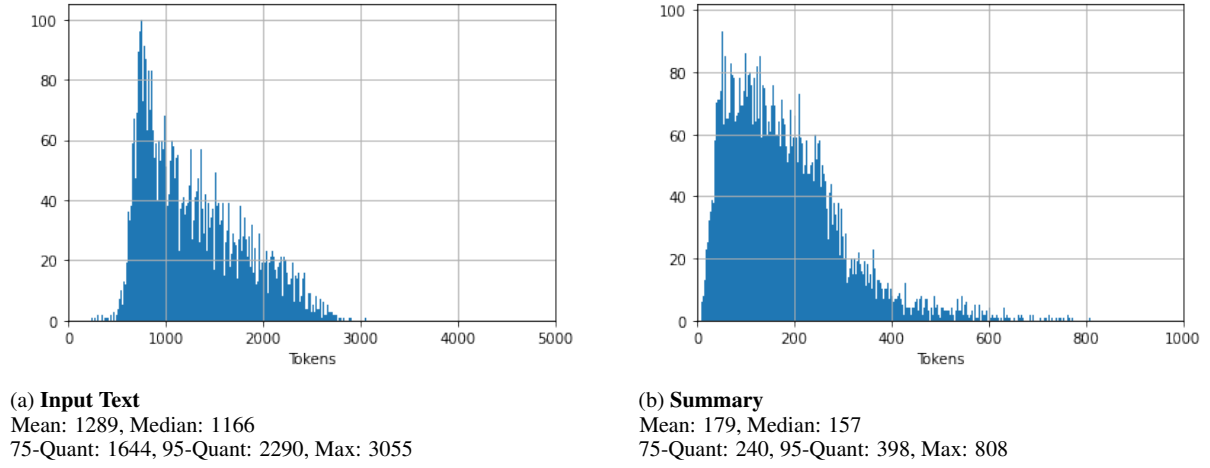 100
80
60
40
20
0
0 1000 2000 3000 4000 5000
Tokens
100
80
60
40
20
0
0 200 400 600 800 1000
Tokens
(a) Input Text
Mean: 1289, Median: 1166
75-Quant: 1644, 95-Quant: 2290, Max: 3055
(b) Summary
Mean: 179, Median: 157
75-Quant: 240, 95-Quant: 398, Max: 808